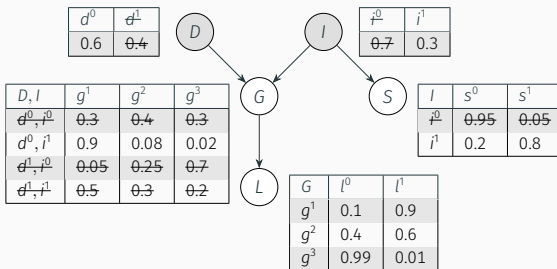 d⁰ d¹
0.6 0.4
D
I
i⁰ i¹
0.7 0.3
D, I g¹ g² g³
d⁰, i⁰ 0.3 0.4 0.3
d⁰, i¹ 0.9 0.08 0.02
d¹, i⁰ 0.05 0.25 0.7
d¹, i¹ 0.5 0.3 0.2
G
S
I s⁰ s¹
i⁰ 0.95 0.05
i¹ 0.2 0.8
L
G l⁰ l¹
g¹ 0.1 0.9
g² 0.4 0.6
g³ 0.99 0.01